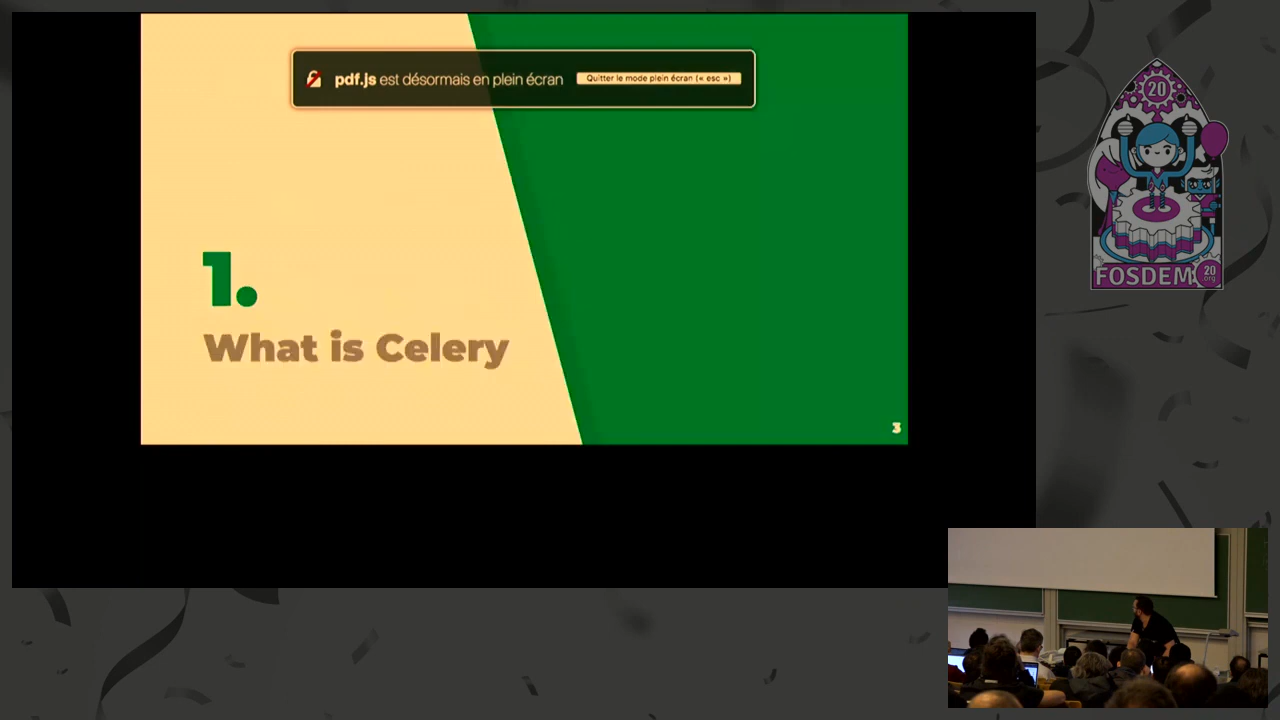 pdf.js est désormais en plein écran
Quitter le mode plein écran (« esc »)
1.
What is Celery
3
20
FOSDEM
20
org